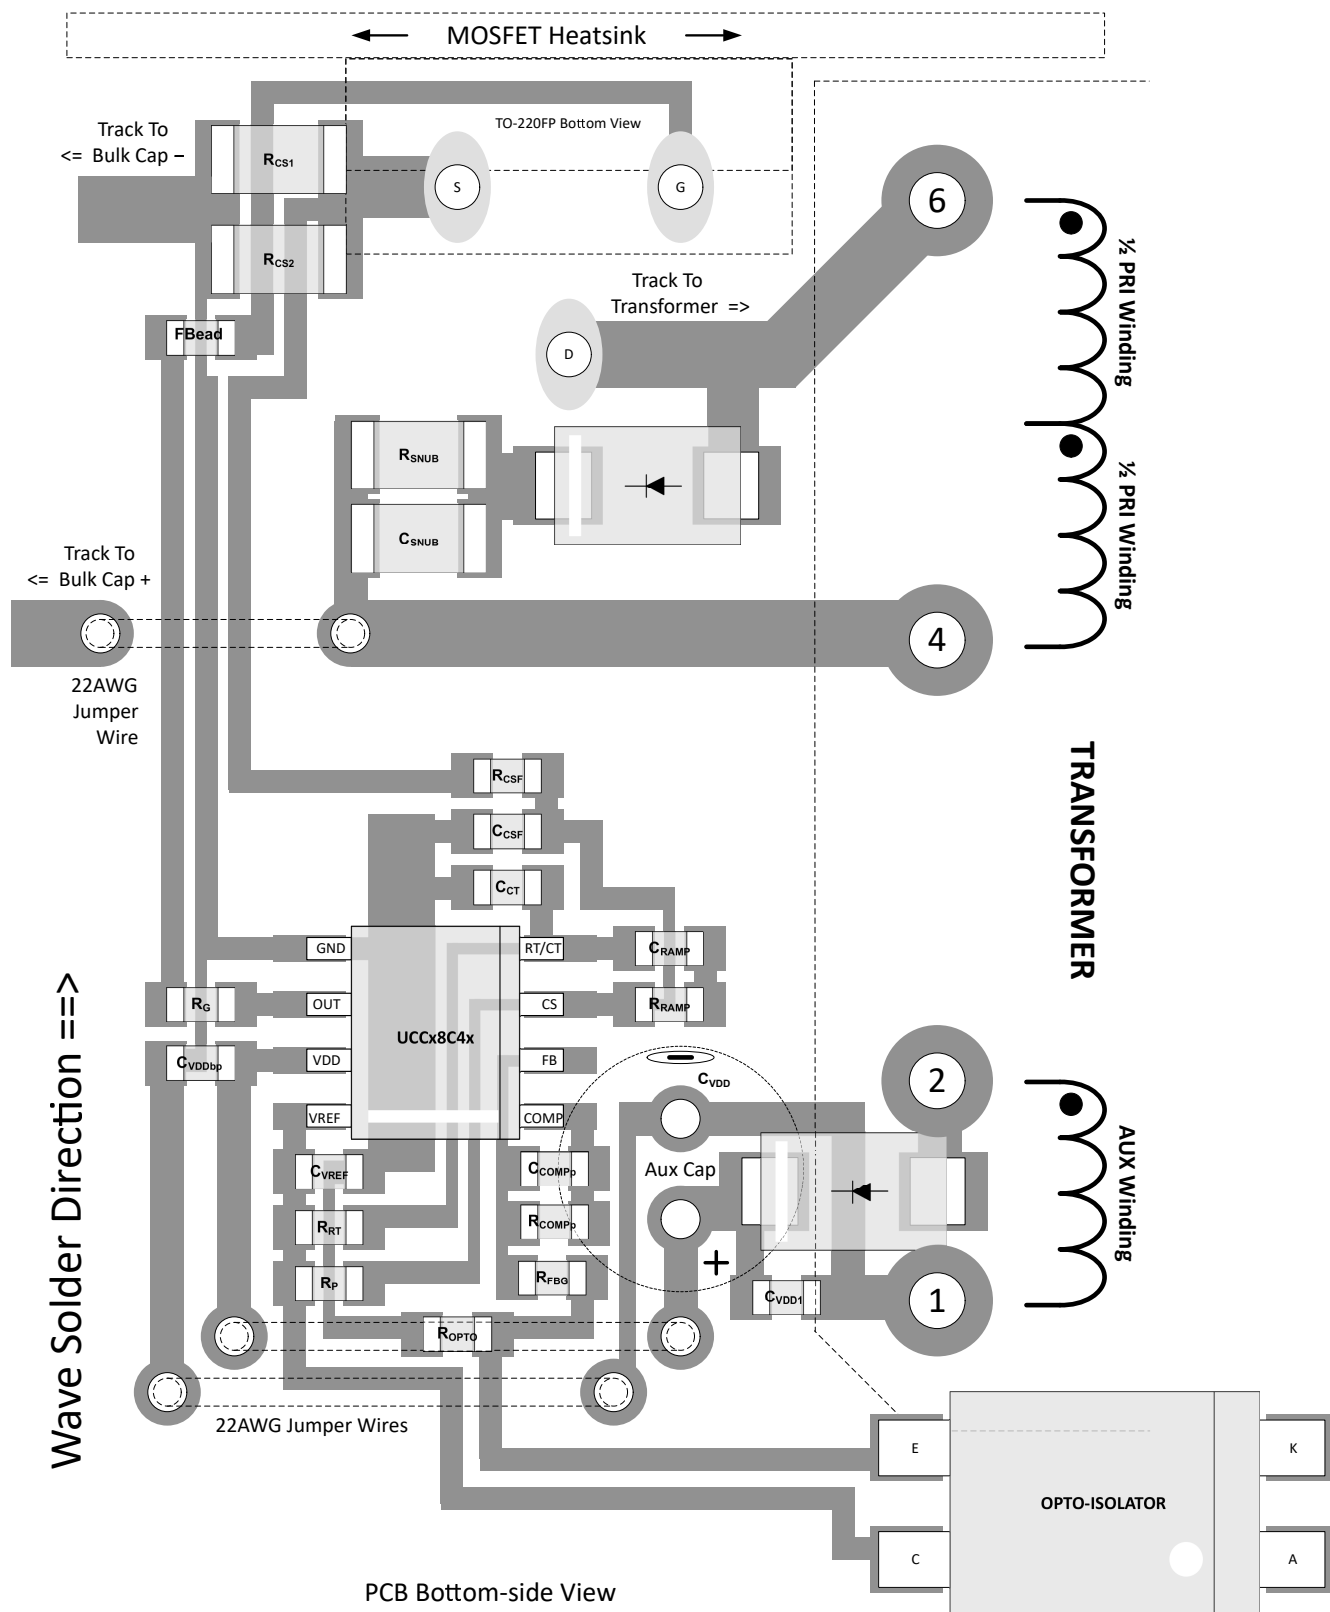 MOSFET Heatsink
Track To
<= Bulk Cap –
TO-220FP Bottom View
RCS1
S
G
6
RCS2
½ PRI Winding
Track To
Transformer =>
FBead
D
RSNUB
CSNUB
½ PRI Winding
Track To
<= Bulk Cap +
4
22AWG
Jumper
Wire
TRANSFORMER
RCSF
CCSF
CCT
GND
RT/CT
CRAMP
RG
OUT
CS
RRAMP
UCCx8C4x
CVDDbp
VDD
FB
CVDD
2
VREF
COMP
CVREF
CCOMPp
Aux Cap
AUX Winding
RRT
RCOMPp
RP
RFBG
+
CVDD1
1
ROPTO
Wave Solder Direction ==>
22AWG Jumper Wires
E
K
OPTO-ISOLATOR
C
A
PCB Bottom-side View